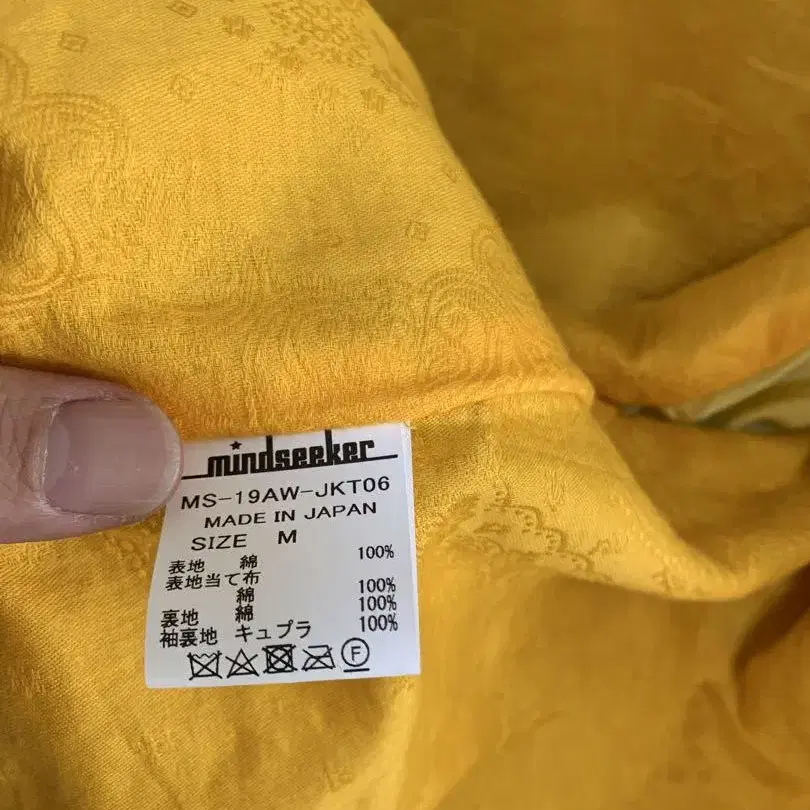 mindseeker
MS-19AW-JKT06
MADE IN JAPAN
SIZE M
表地 綿 100%
表地当て布
綿 100%
裏地 綿 100%
袖裏地 キュプラ 100%
F